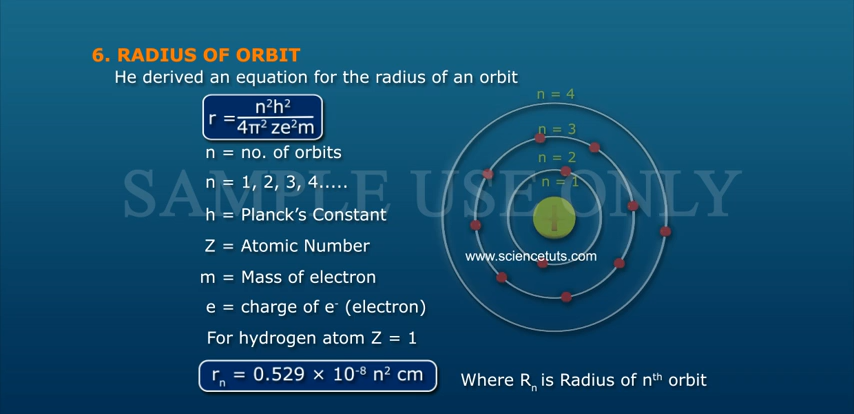 6. RADIUS OF ORBIT
He derived an equation for the radius of an orbit
r = n²h² / 4π² ze²m
n = no. of orbits
n = 1, 2, 3, 4.....
h = Planck's Constant
Z = Atomic Number
m = Mass of electron
e = charge of e⁻ (electron)
For hydrogen atom Z = 1
rₙ = 0.529 × 10⁻⁸ n² cm
Where Rₙ is Radius of nᵗʰ orbit
n = 4
n = 3
n = 2
n = 1
www.sciencetuts.com
SAMPLE USE ONLY